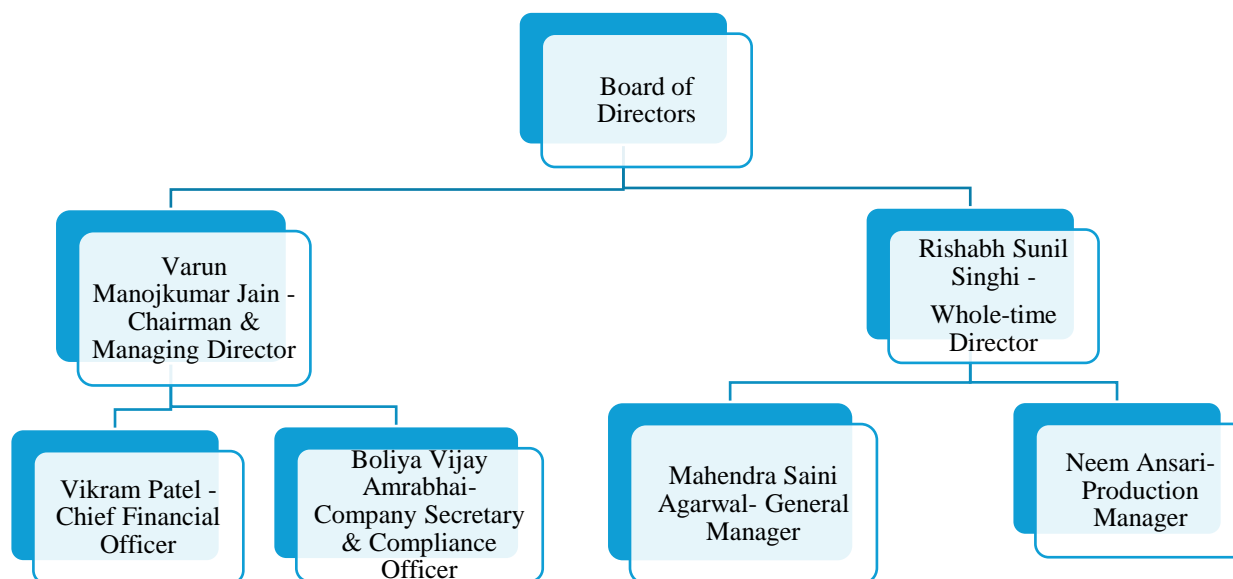 Board of
Directors
Varun
Manojkumar Jain -
Chairman &
Managing Director
Rishabh Sunil
Singhi -
Whole-time
Director
Vikram Patel -
Chief Financial
Officer
Boliya Vijay
Amrabhai-
Company Secretary
& Compliance
Officer
Mahendra Saini
Agarwal- General
Manager
Neem Ansari-
Production
Manager